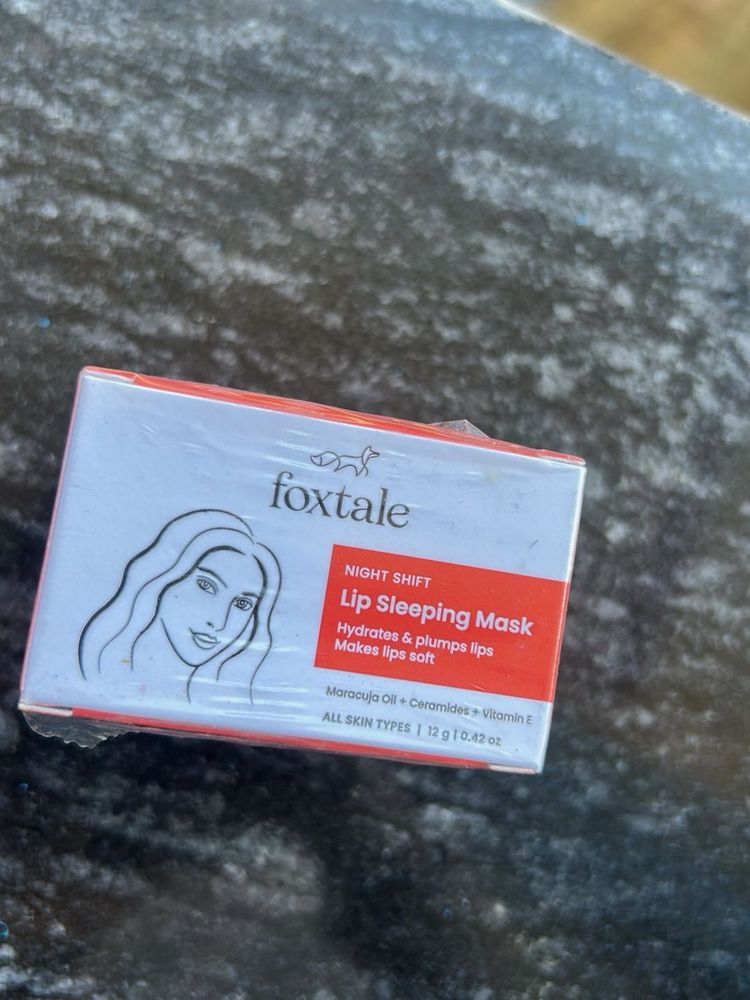 foxtale
NIGHT SHIFT
Lip Sleeping Mask
Hydrates & plumps lips
Makes lips soft
Maracuja Oil + Ceramides + Vitamin E
ALL SKIN TYPES | 12 g | 0.42 oz